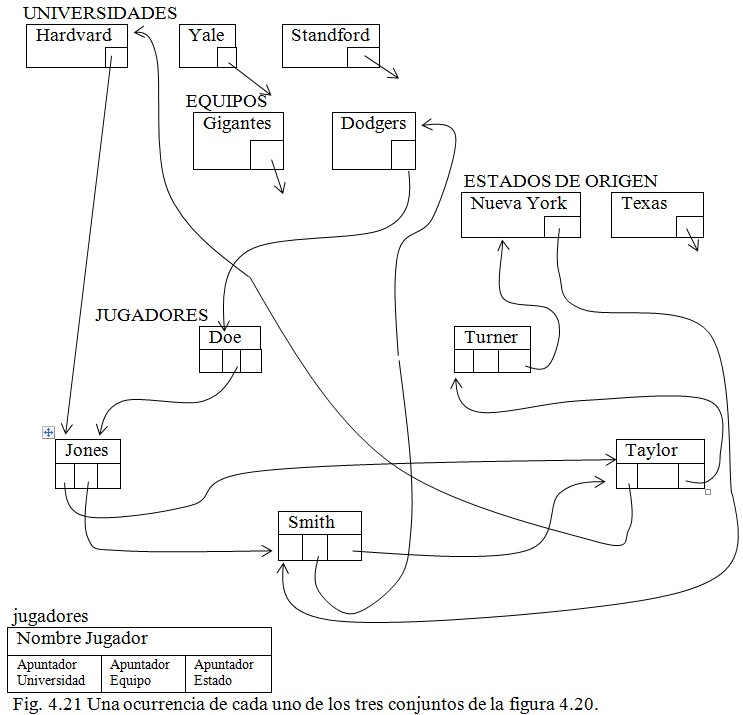 UNIVERSIDADES
Hardvard
Yale
Standford
EQUIPOS
Gigantes
Dodgers
ESTADOS DE ORIGEN
Nueva York
Texas
JUGADORES
Doe
Turner
Jones
Taylor
Smith
jugadores
Nombre Jugador
Apuntador Universidad
Apuntador Equipo
Apuntador Estado
Fig. 4.21 Una ocurrencia de cada uno de los tres conjuntos de la figura 4.20.